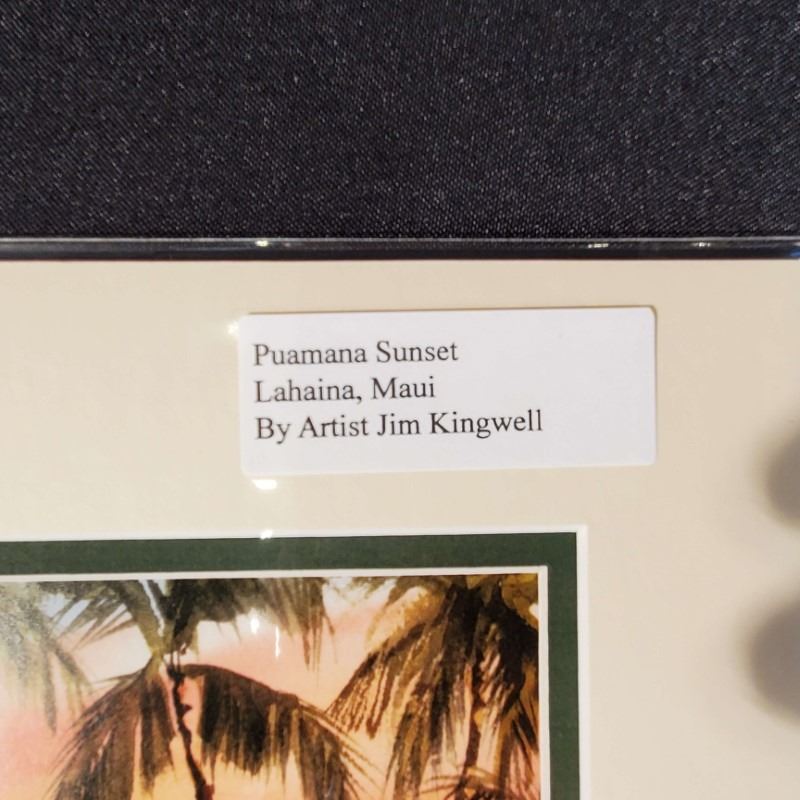 Puamana Sunset
Lahaina, Maui
By Artist Jim Kingwell